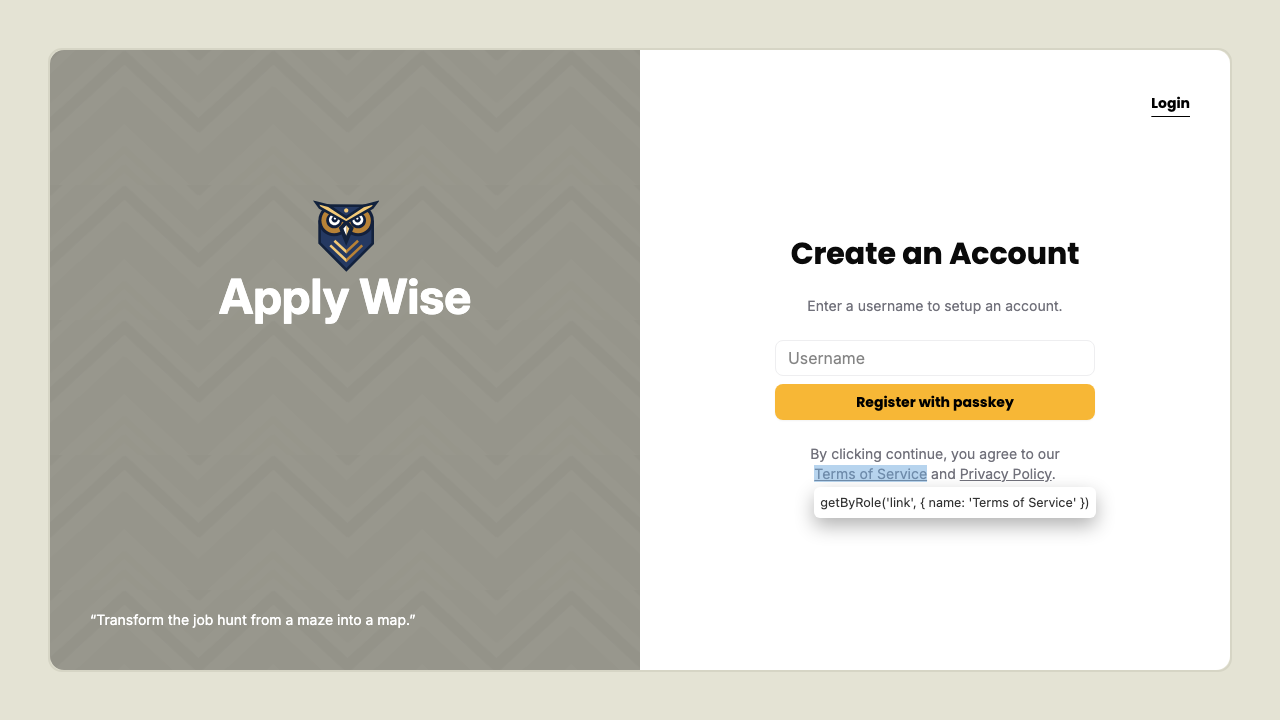 Apply Wise
“Transform the job hunt from a maze into a map.”
Login
Create an Account
Enter a username to setup an account.
Username
Register with passkey
By clicking continue, you agree to our
Terms of Service and Privacy Policy.
getByRole('link', { name: 'Terms of Service' })